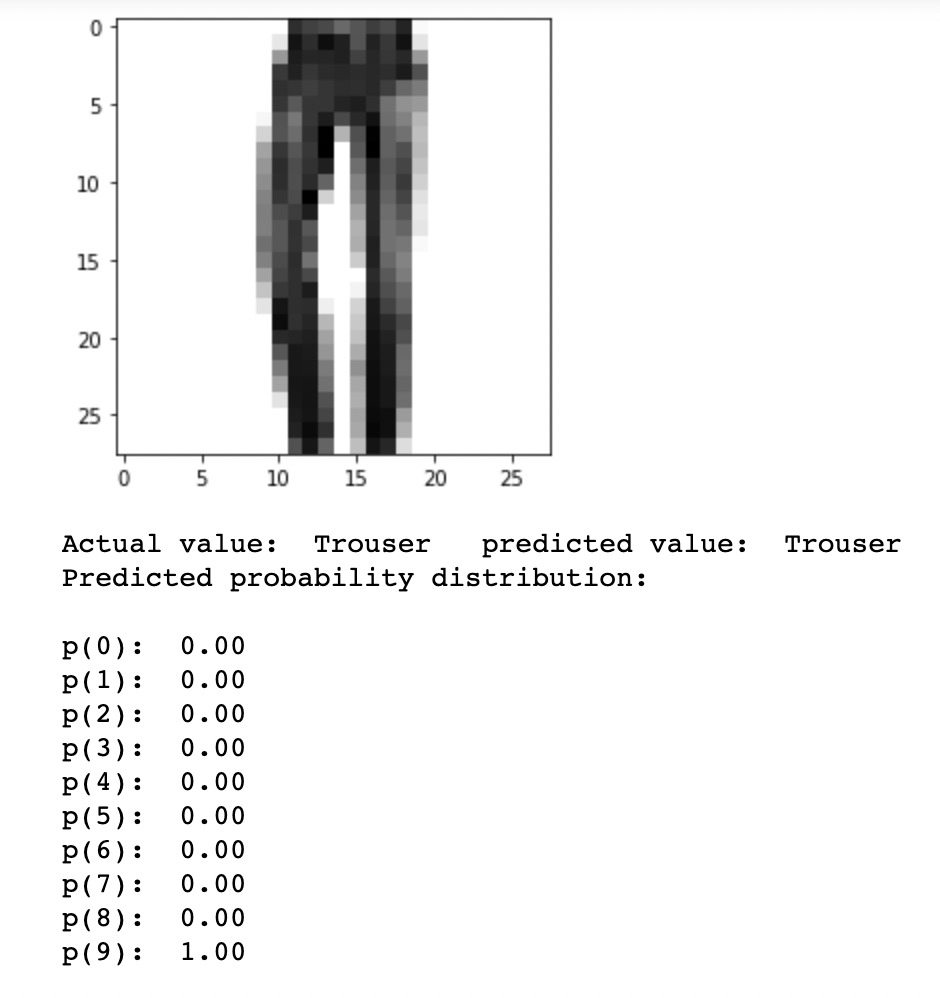 0
5
10
15
20
25
0 5 10 15 20 25
Actual value: Trouser predicted value: Trouser
Predicted probability distribution:
p(0): 0.00
p(1): 0.00
p(2): 0.00
p(3): 0.00
p(4): 0.00
p(5): 0.00
p(6): 0.00
p(7): 0.00
p(8): 0.00
p(9): 1.00